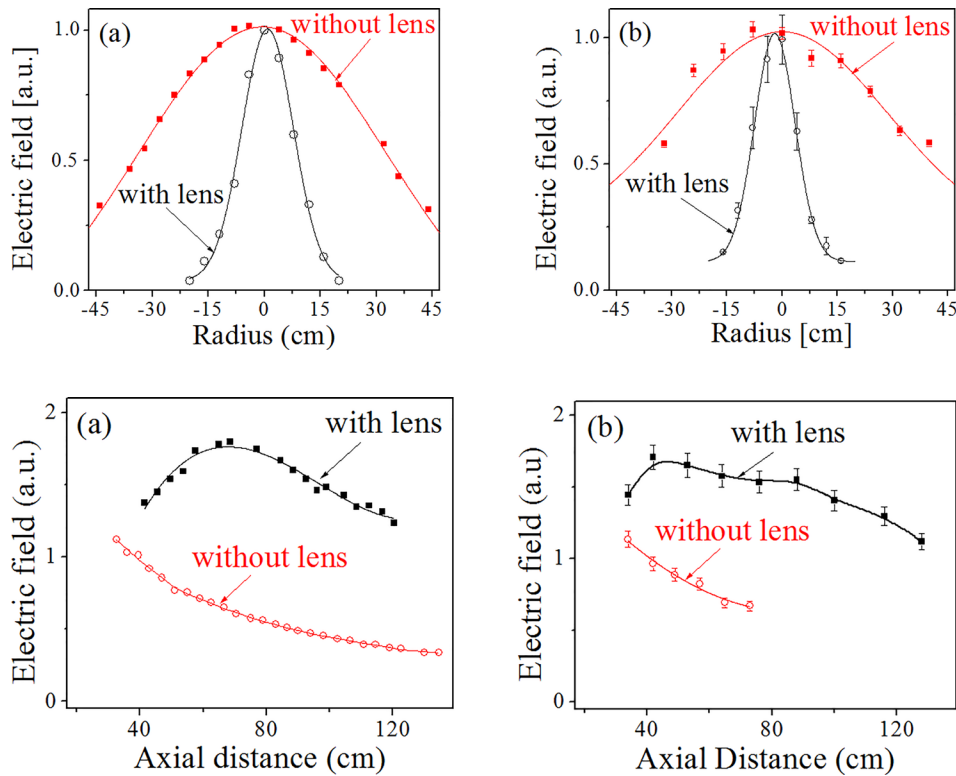 (a)
without lens
with lens
1.0
0.5
0.0
Electric field [a.u.]
-45 -30 -15 0 15 30 45
Radius (cm)
(b)
without lens
with lens
1.0
0.5
0.0
Electric field (a.u.)
-45 -30 -15 0 15 30 45
Radius [cm]
(a)
with lens
without lens
2
1
0
Electric field (a.u.)
40 80 120
Axial distance (cm)
(b)
with lens
without lens
2
1
0
Electric field (a.u)
40 80 120
Axial Distance (cm)